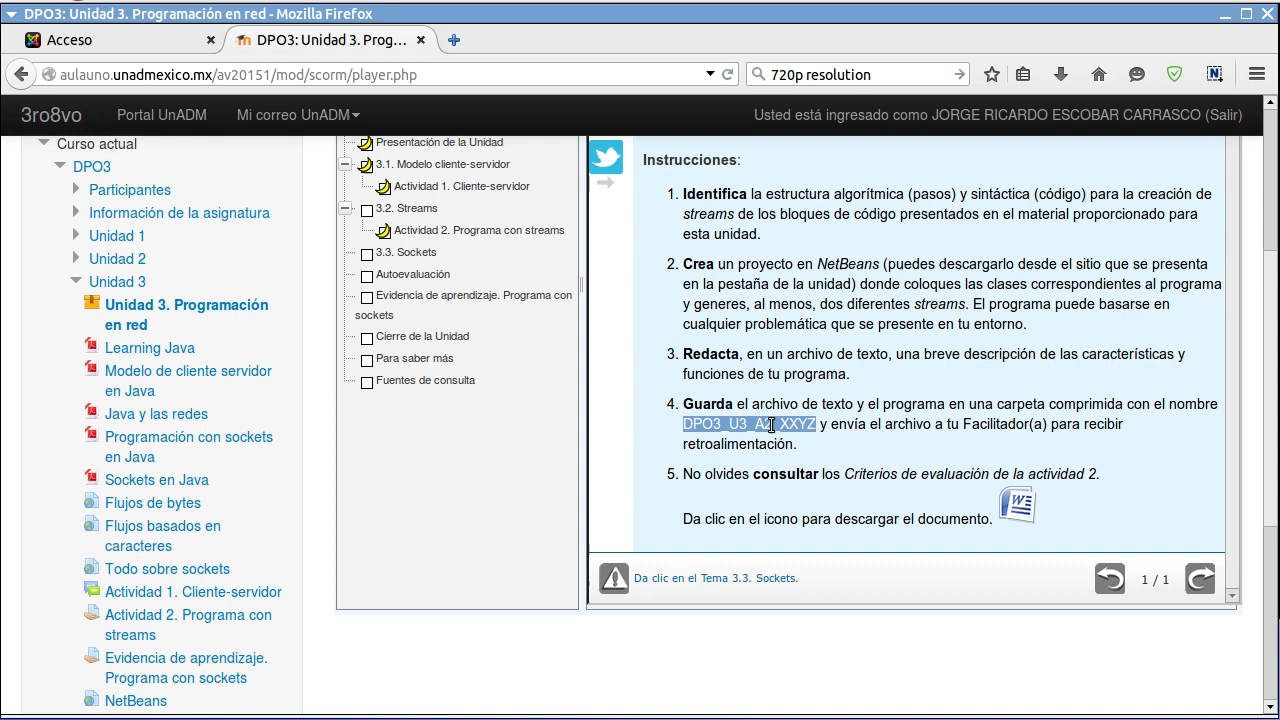 DPO3: Unidad 3. Programación en red - Mozilla Firefox
Acceso
DPO3: Unidad 3. Prog...
aulauno.unadmexico.mx/av20151/mod/scorm/player.php
720p resolution
3ro8vo
Portal UnADM
Mi correo UnADM
Usted está ingresado como JORGE RICARDO ESCOBAR CARRASCO (Salir)
Curso actual
DPO3
Participantes
Información de la asignatura
Unidad 1
Unidad 2
Unidad 3
Unidad 3. Programación
en red
Learning Java
Modelo de cliente servidor
en Java
Java y las redes
Programación con sockets
en Java
Sockets en Java
Flujos de bytes
Flujos basados en
caracteres
Todo sobre sockets
Actividad 1. Cliente-servidor
Actividad 2. Programa con
streams
Evidencia de aprendizaje.
Programa con sockets
NetBeans
Presentación de la Unidad
3.1. Modelo cliente-servidor
Actividad 1. Cliente-servidor
3.2. Streams
Actividad 2. Programa con streams
3.3. Sockets
Autoevaluación
Evidencia de aprendizaje. Programa con
sockets
Cierre de la Unidad
Para saber más
Fuentes de consulta
Instrucciones:
1. Identifica la estructura algorítmica (pasos) y sintáctica (código) para la creación de
streams de los bloques de código presentados en el material proporcionado para
esta unidad.
2. Crea un proyecto en NetBeans (puedes descargarlo desde el sitio que se presenta
en la pestaña de la unidad) donde coloques las clases correspondientes al programa
y generes, al menos, dos diferentes streams. El programa puede basarse en
cualquier problemática que se presente en tu entorno.
3. Redacta, en un archivo de texto, una breve descripción de las características y
funciones de tu programa.
4. Guarda el archivo de texto y el programa en una carpeta comprimida con el nombre
DPO3_U3_A2_XXYZ y envía el archivo a tu Facilitador(a) para recibir
retroalimentación.
5. No olvides consultar los Criterios de evaluación de la actividad 2.
Da clic en el icono para descargar el documento.
Da clic en el Tema 3.3. Sockets.
1 / 1